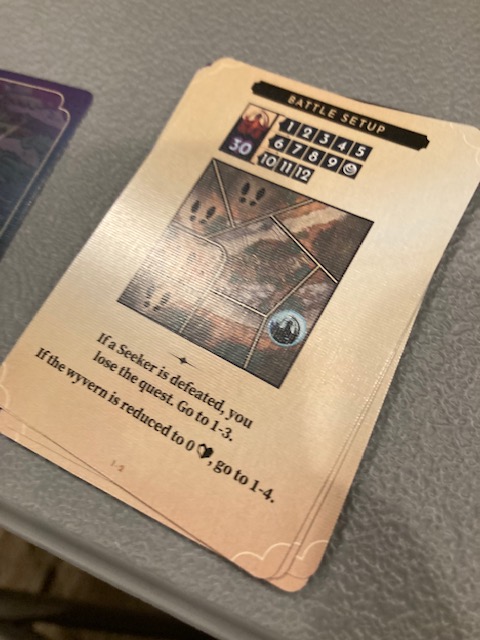 BATTLE SETUP
1 2 3 4 5
30 6 7 8 9
10 11 12
If a Seeker is defeated, you
lose the quest. Go to 1-3.
If the wyvern is reduced to 0 , go to 1-4.
1-2